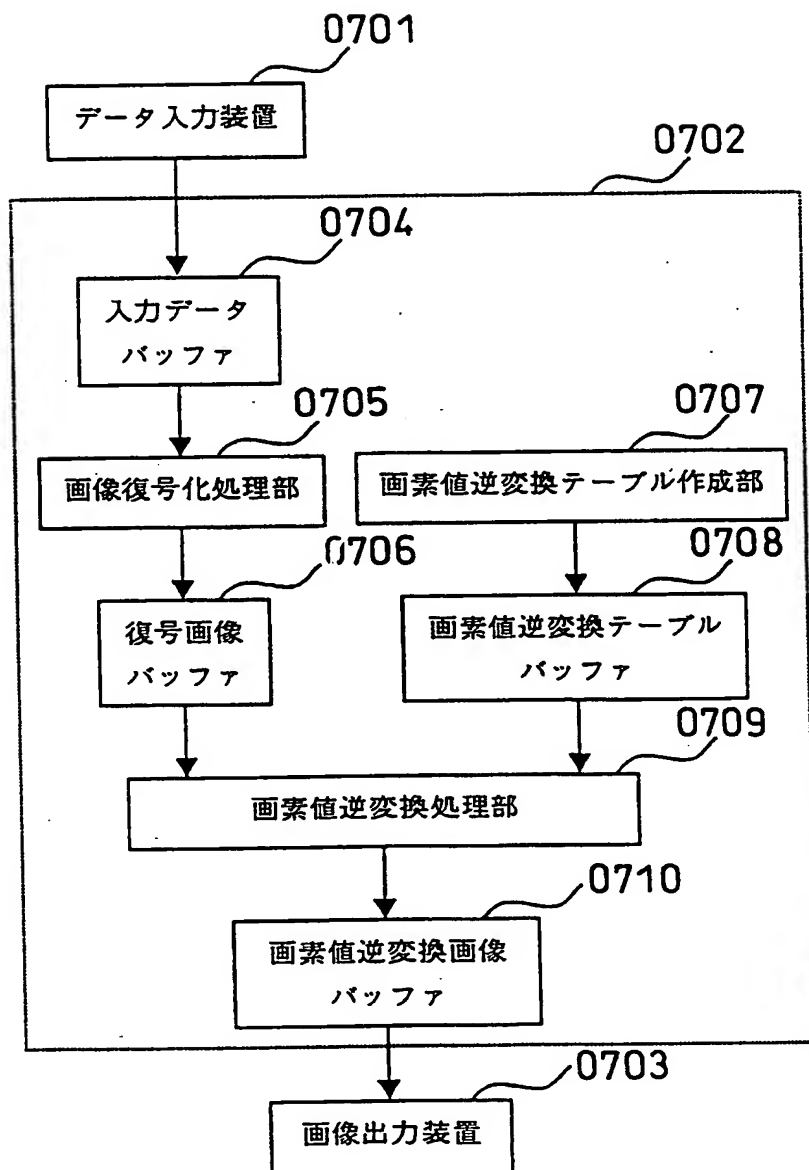 0701
データ入力装置
0702
0704
入力データ
バッファ
0705
画像復号化処理部
0707
画素値逆変換テーブル作成部
0706
復号画像
バッファ
0708
画素値逆変換テーブル
バッファ
0709
画素値逆変換処理部
0710
画素値逆変換画像
バッファ
0703
画像出力装置